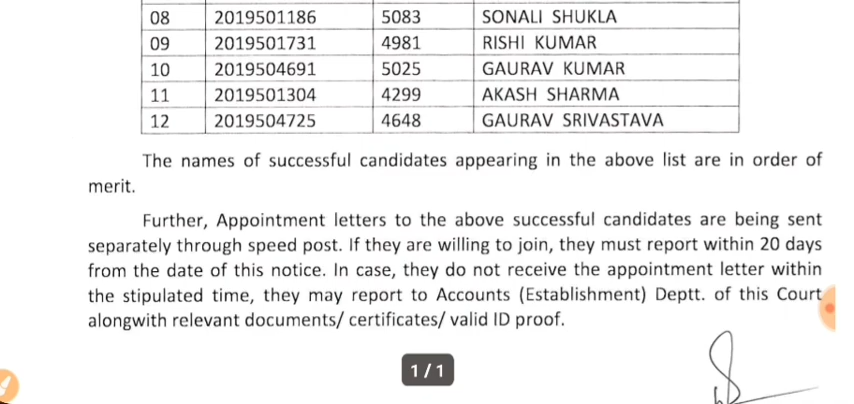 08 2019501186 5083 SONALI SHUKLA
09 2019501731 4981 RISHI KUMAR
10 2019504691 5025 GAURAV KUMAR
11 2019501304 4299 AKASH SHARMA
12 2019504725 4648 GAURAV SRIVASTAVA
The names of successful candidates appearing in the above list are in order of
merit.
Further, Appointment letters to the above successful candidates are being sent
separately through speed post. If they are willing to join, they must report within 20 days
from the date of this notice. In case, they do not receive the appointment letter within
the stipulated time, they may report to Accounts (Establishment) Deptt. of this Court
alongwith relevant documents/ certificates/ valid ID proof.
1 / 1